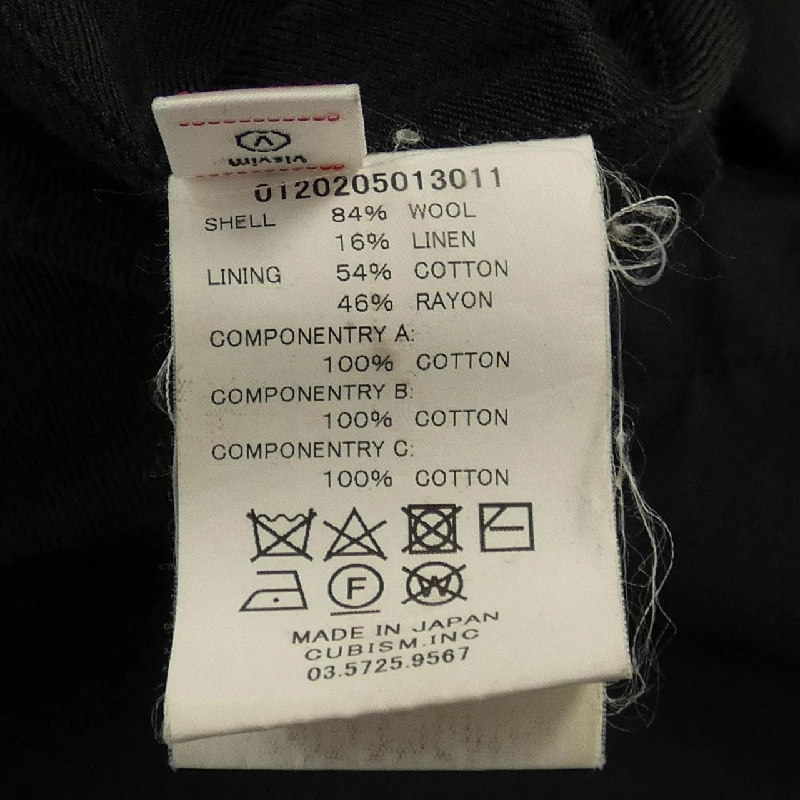 visvim
0120205013011
SHELL 84% WOOL
16% LINEN
LINING 54% COTTON
46% RAYON
COMPONENTRY A:
100% COTTON
COMPONENTRY B:
100% COTTON
COMPONENTRY C:
100% COTTON
F W
MADE IN JAPAN
CUBISM.INC
03.5725.9567